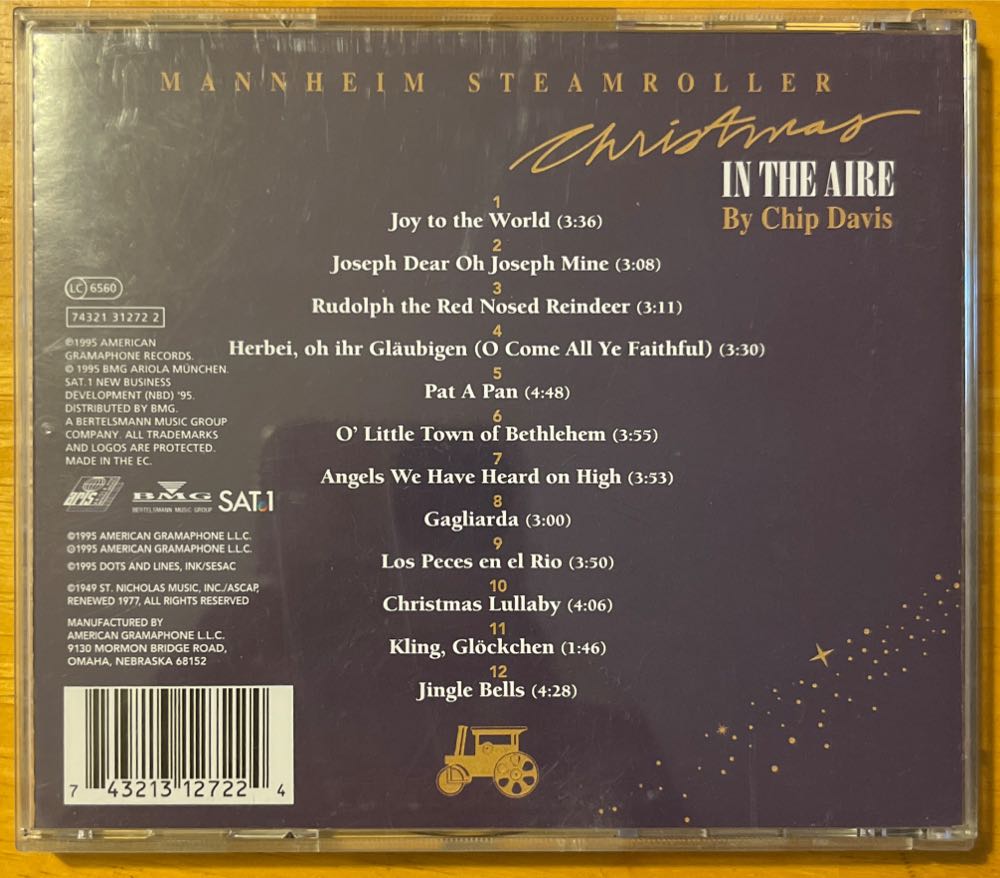 MANNHEIM STEAMROLLER
Christmas
IN THE AIRE
By Chip Davis
1
Joy to the World (3:36)
2
Joseph Dear Oh Joseph Mine (3:08)
3
Rudolph the Red Nosed Reindeer (3:11)
4
Herbei, oh ihr Gläubigen (O Come All Ye Faithful) (3:30)
5
Pat A Pan (4:48)
6
O' Little Town of Bethlehem (3:55)
7
Angels We Have Heard on High (3:53)
8
Gagliarda (3:00)
9
Los Peces en el Rio (3:50)
10
Christmas Lullaby (4:06)
11
Kling, Glöckchen (1:46)
12
Jingle Bells (4:28)
LC 6560
74321 31272 2
℗1995 AMERICAN
GRAMAPHONE RECORDS.
© 1995 BMG ARIOLA MÜNCHEN.
SAT.1 NEW BUSINESS
DEVELOPMENT (NBD) '95.
DISTRIBUTED BY BMG.
A BERTELSMANN MUSIC GROUP
COMPANY. ALL TRADEMARKS
AND LOGOS ARE PROTECTED.
MADE IN THE EC.
ariS
BMG
BERTELSMANN MUSIC GROUP
SAT.1
©1995 AMERICAN GRAMAPHONE L.L.C.
℗1995 AMERICAN GRAMAPHONE L.L.C.
©1995 DOTS AND LINES, INK/SESAC
©1949 ST. NICHOLAS MUSIC, INC./ASCAP,
RENEWED 1977, ALL RIGHTS RESERVED
MANUFACTURED BY
AMERICAN GRAMAPHONE L.L.C.
9130 MORMON BRIDGE ROAD,
OMAHA, NEBRASKA 68152
7 43213 12722 4